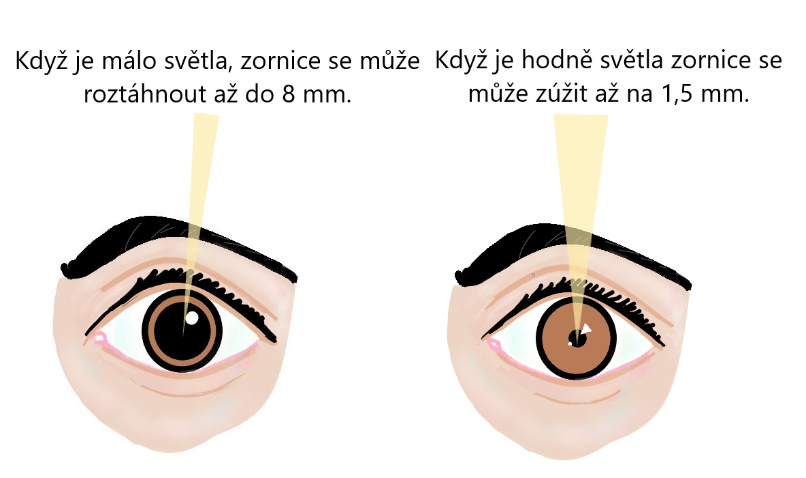 Když je málo světla, zornice se může
roztáhnout až do 8 mm.
Když je hodně světla zornice se
může zúžit až na 1,5 mm.